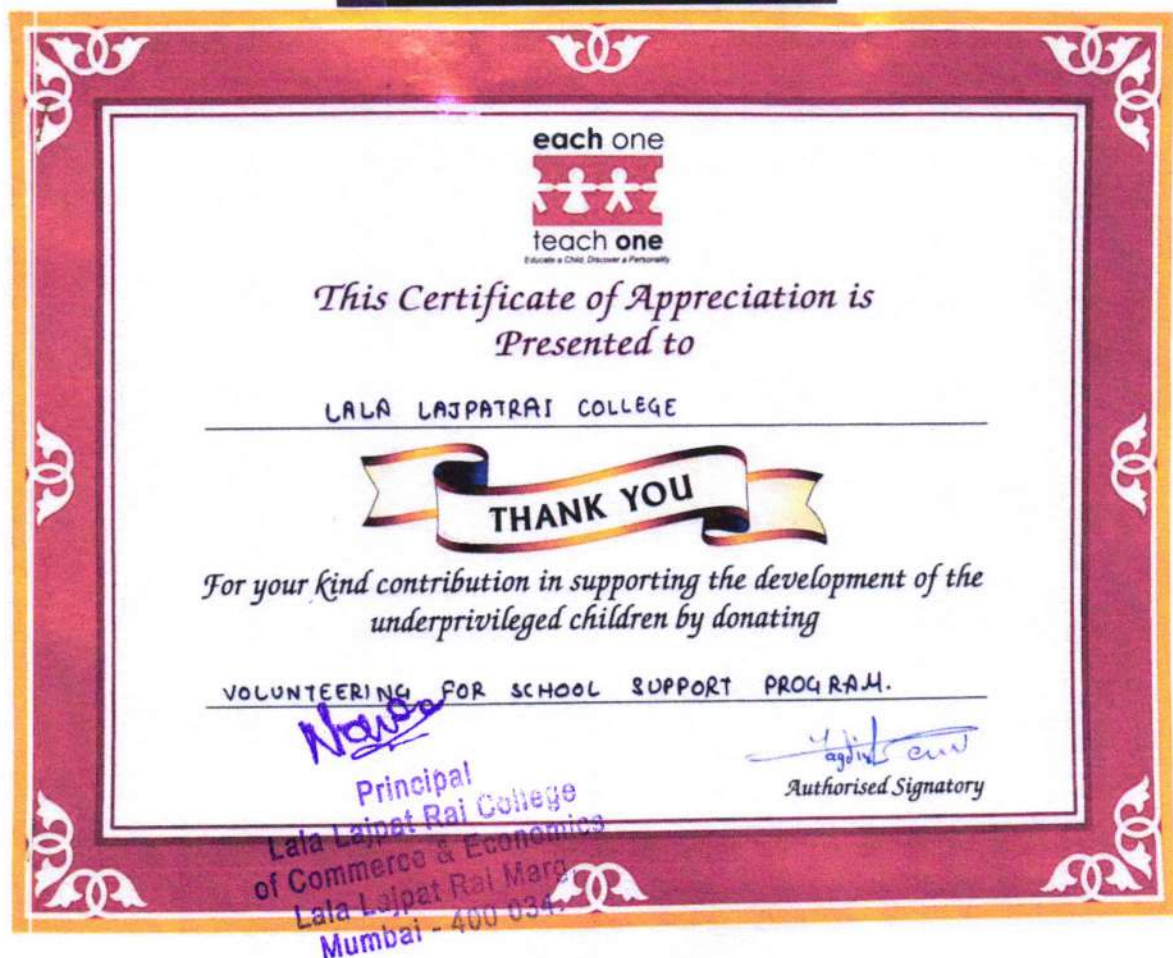 each one
teach one
Educate a Child, Discover a Personality
This Certificate of Appreciation is
Presented to
LALA LAJPATRAI COLLEGE
THANK YOU
For your kind contribution in supporting the development of the
underprivileged children by donating
VOLUNTEERING FOR SCHOOL SUPPORT PROGRAM.
Authorised Signatory
Principal
Lala Lajpat Rai College
of Commerce & Economics
Lala Lajpat Rai Marg,
Mumbai - 400 034.